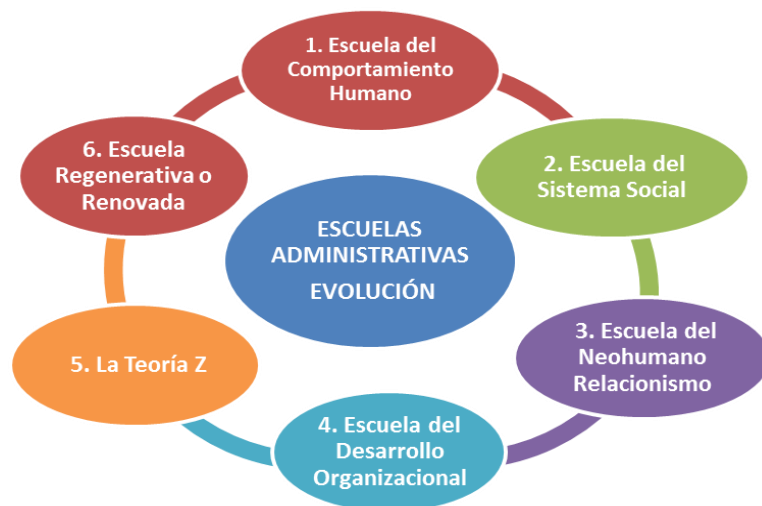 1. Escuela del
Comportamiento
Humano
2. Escuela del
Sistema Social
3. Escuela del
Neohumano
Relacionismo
4. Escuela del
Desarrollo
Organizacional
5. La Teoría Z
6. Escuela
Regenerativa o
Renovada
ESCUELAS
ADMINISTRATIVAS
EVOLUCIÓN